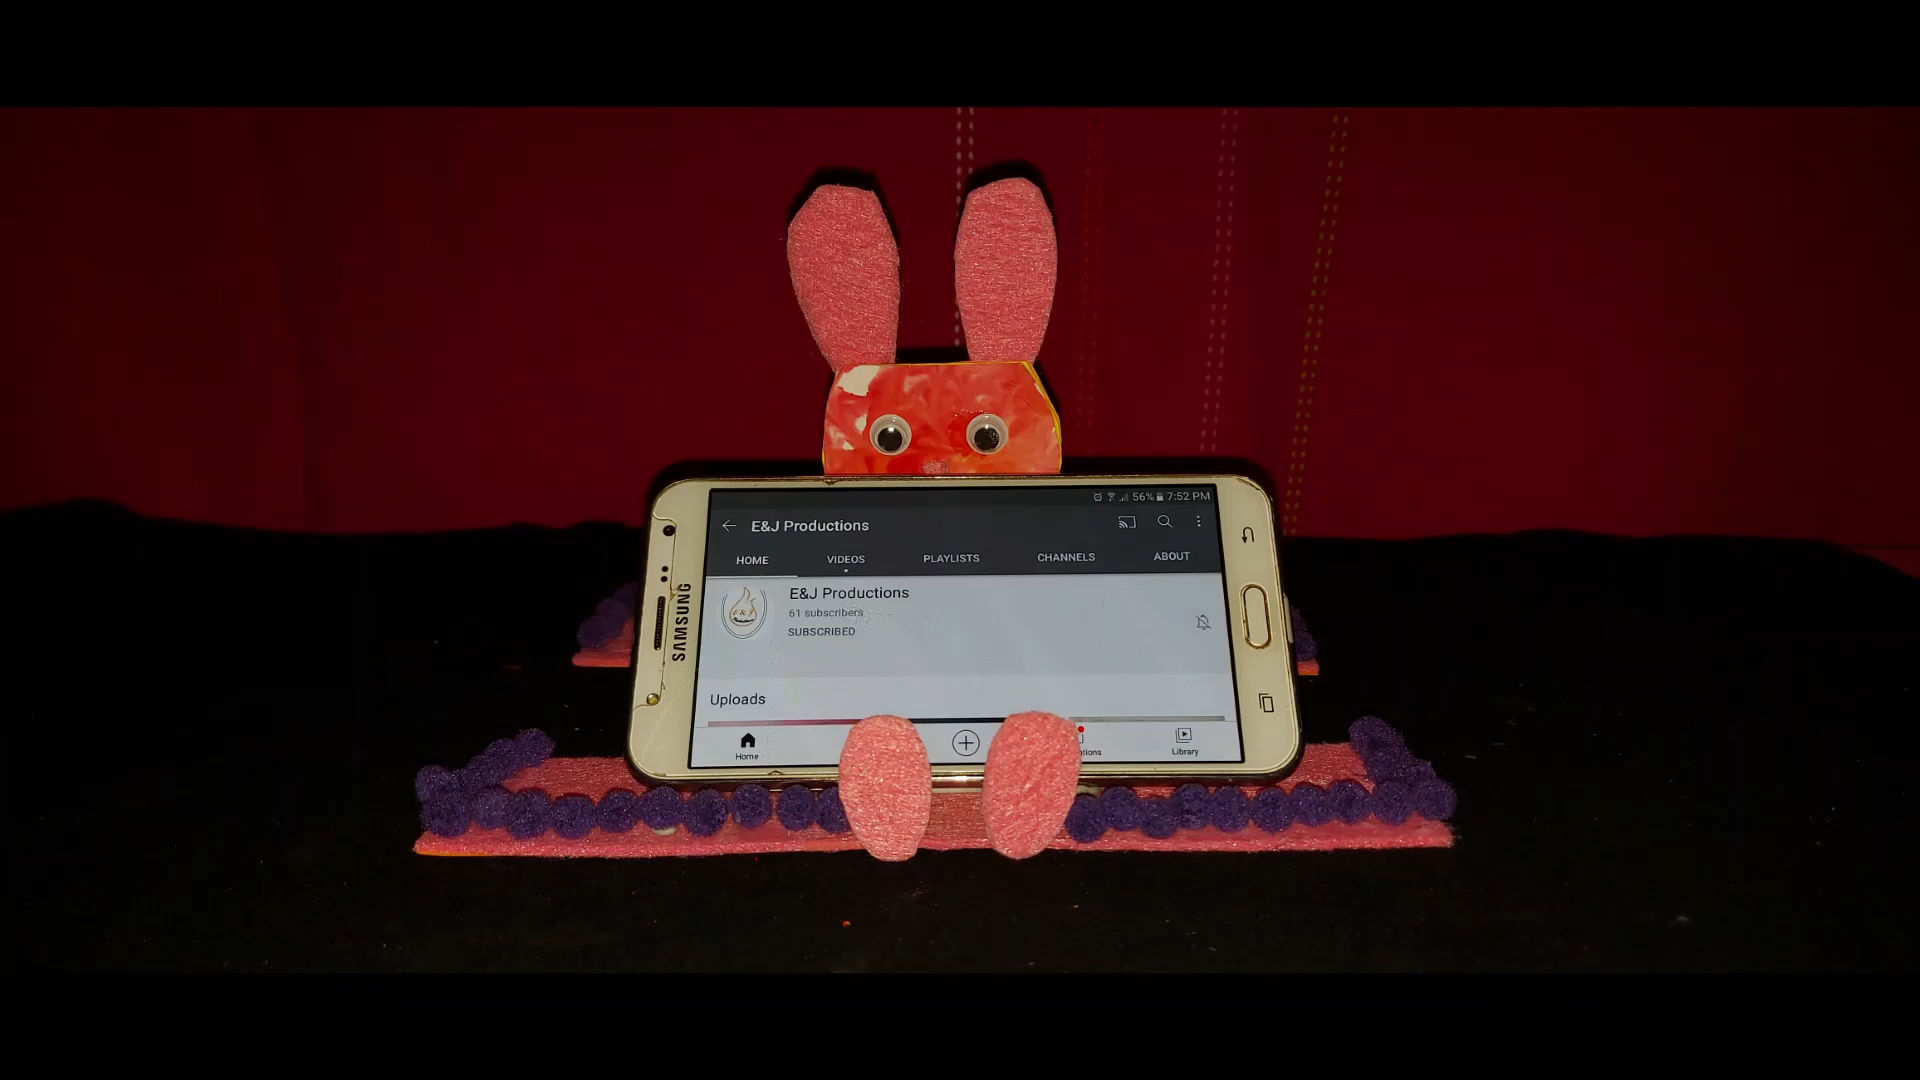 SAMSUNG
56% 7:52 PM
E&J Productions
HOME VIDEOS PLAYLISTS CHANNELS ABOUT
E&J Productions
61 subscribers
SUBSCRIBED
Uploads
Home Library